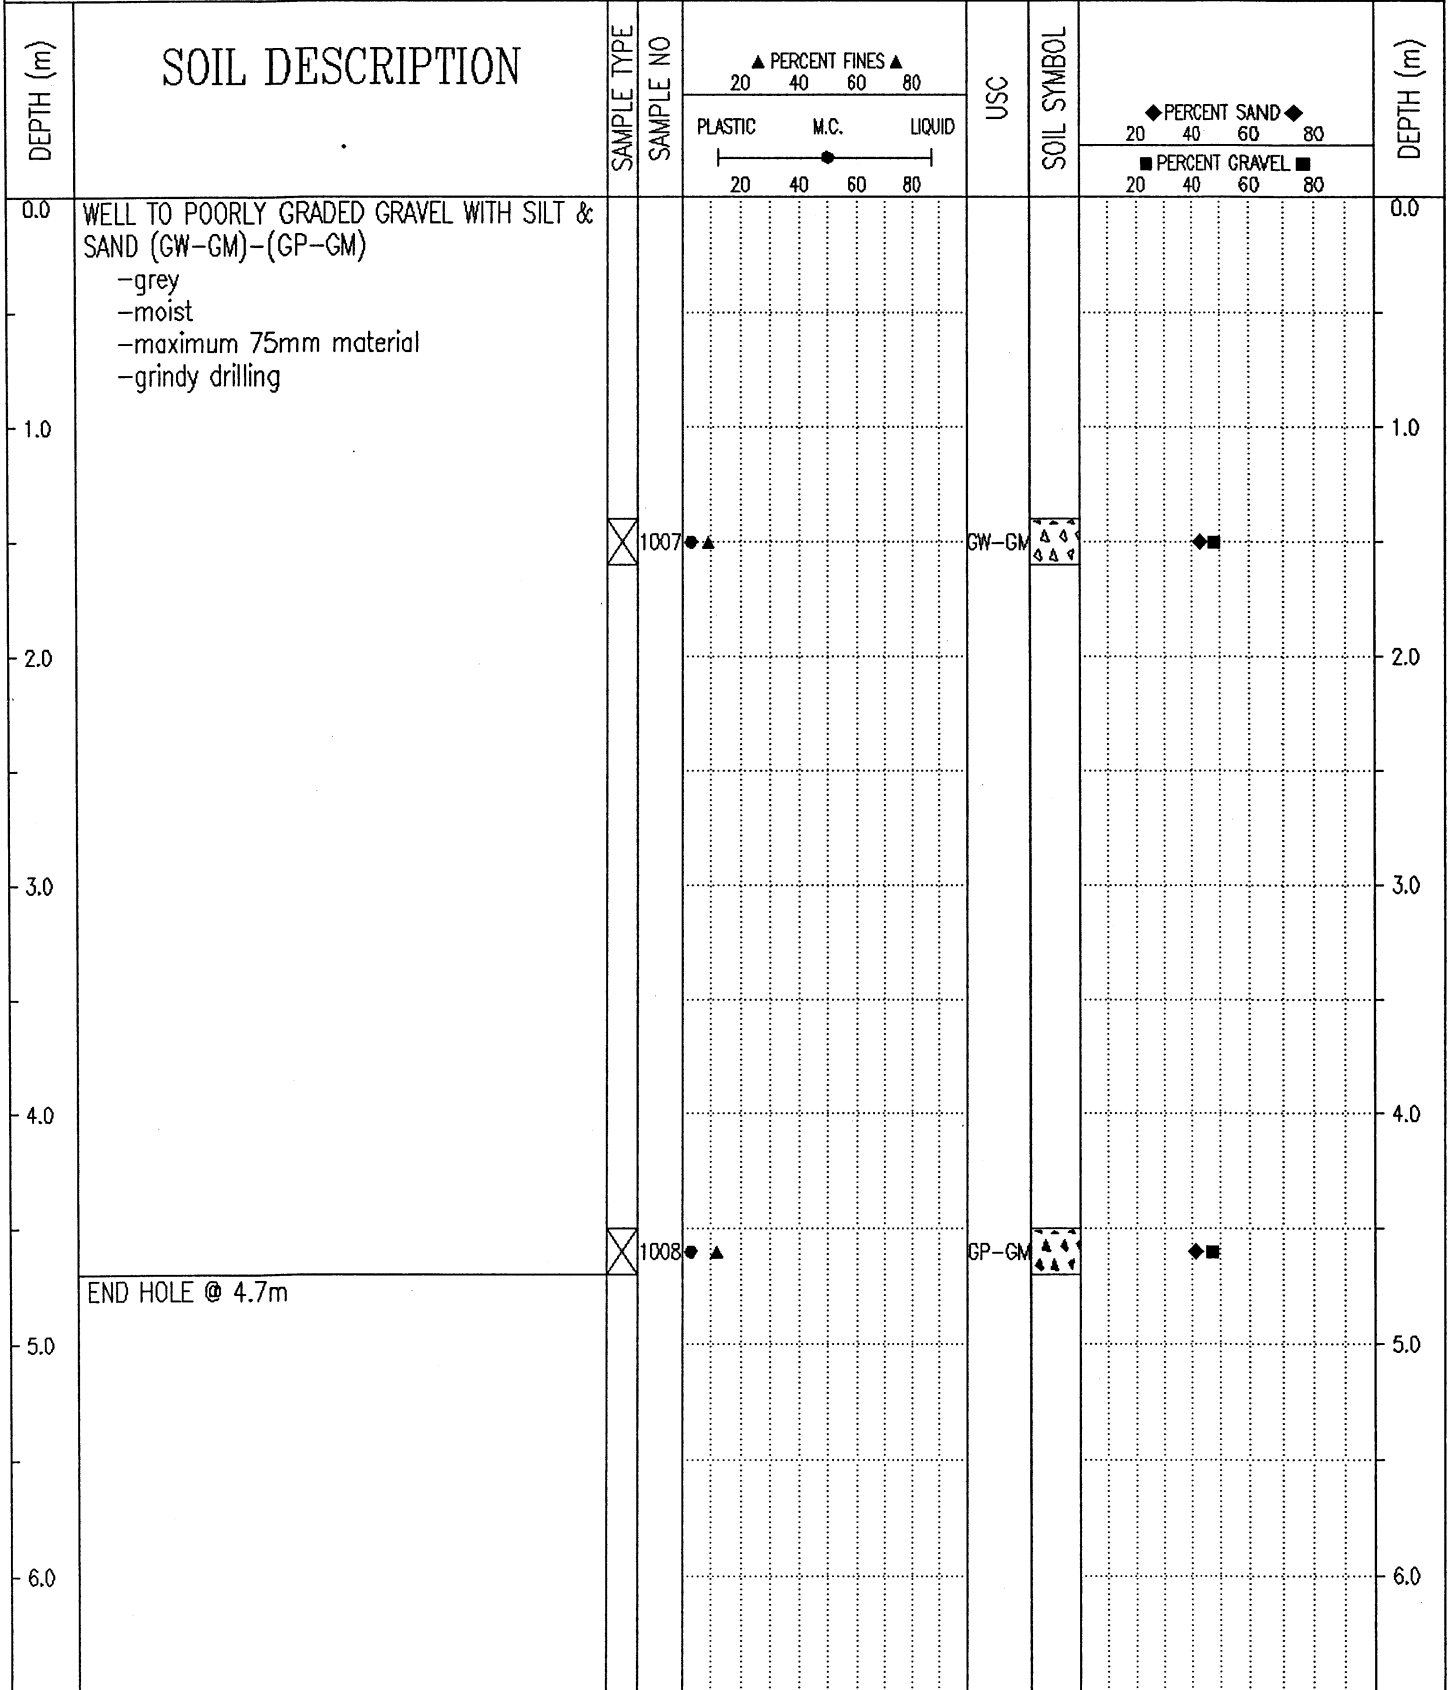 DEPTH (m)
SOIL DESCRIPTION
SAMPLE TYPE
SAMPLE NO
▲ PERCENT FINES ▲
20 40 60 80
PLASTIC M.C. LIQUID
20 40 60 80
USC
SOIL SYMBOL
◆PERCENT SAND◆
20 40 60 80
■ PERCENT GRAVEL ■
20 40 60 80
DEPTH (m)
0.0 WELL TO POORLY GRADED GRAVEL WITH SILT & 0.0
SAND (GW-GM)-(GP-GM)
-grey
-moist
-maximum 75mm material
-grindy drilling
1.0 1.0
1007 GW-GM
2.0 2.0
3.0 3.0
4.0 4.0
1008 GP-GM
END HOLE @ 4.7m
5.0 5.0
6.0 6.0